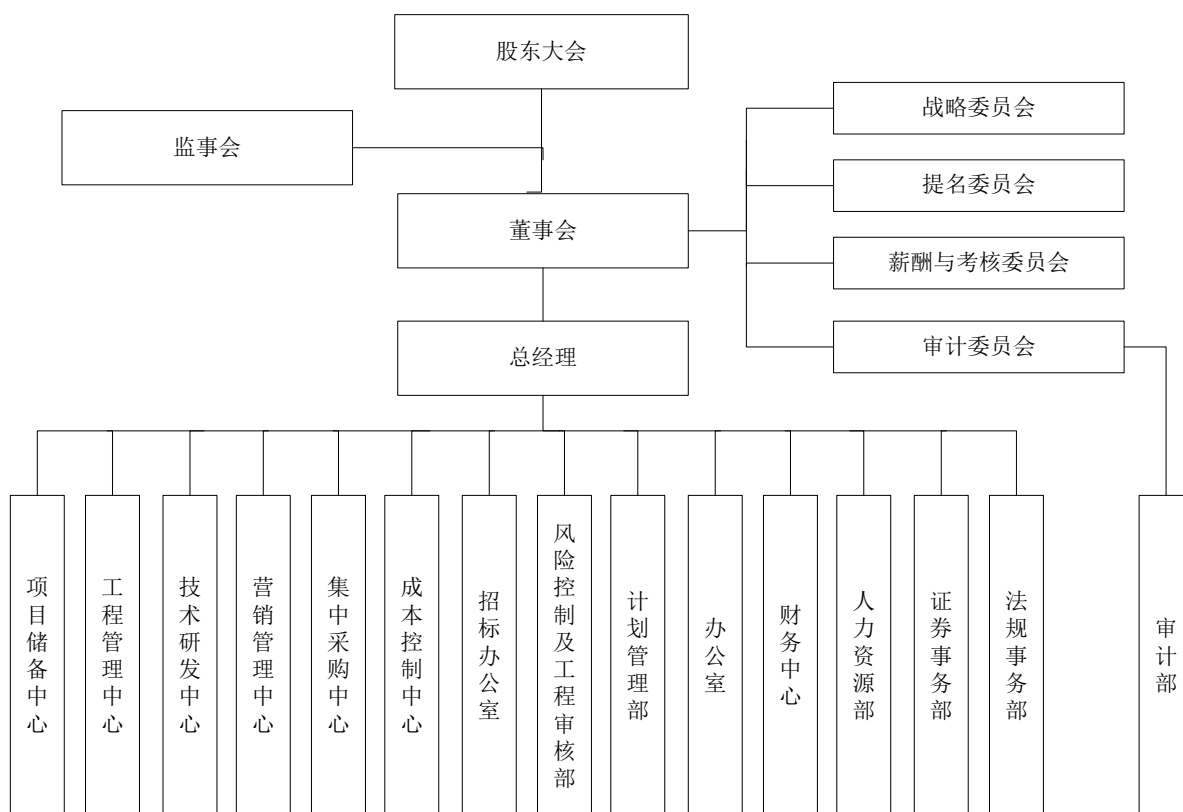 股东大会
监事会
战略委员会
提名委员会
董事会
薪酬与考核委员会
总经理
审计委员会
项目储备中心
工程管理中心
技术研发中心
营销管理中心
集中采购中心
成本控制中心
招标办公室
风险控制及工程审核部
计划管理部
办公室
财务中心
人力资源部
证券事务部
法规事务部
审计部